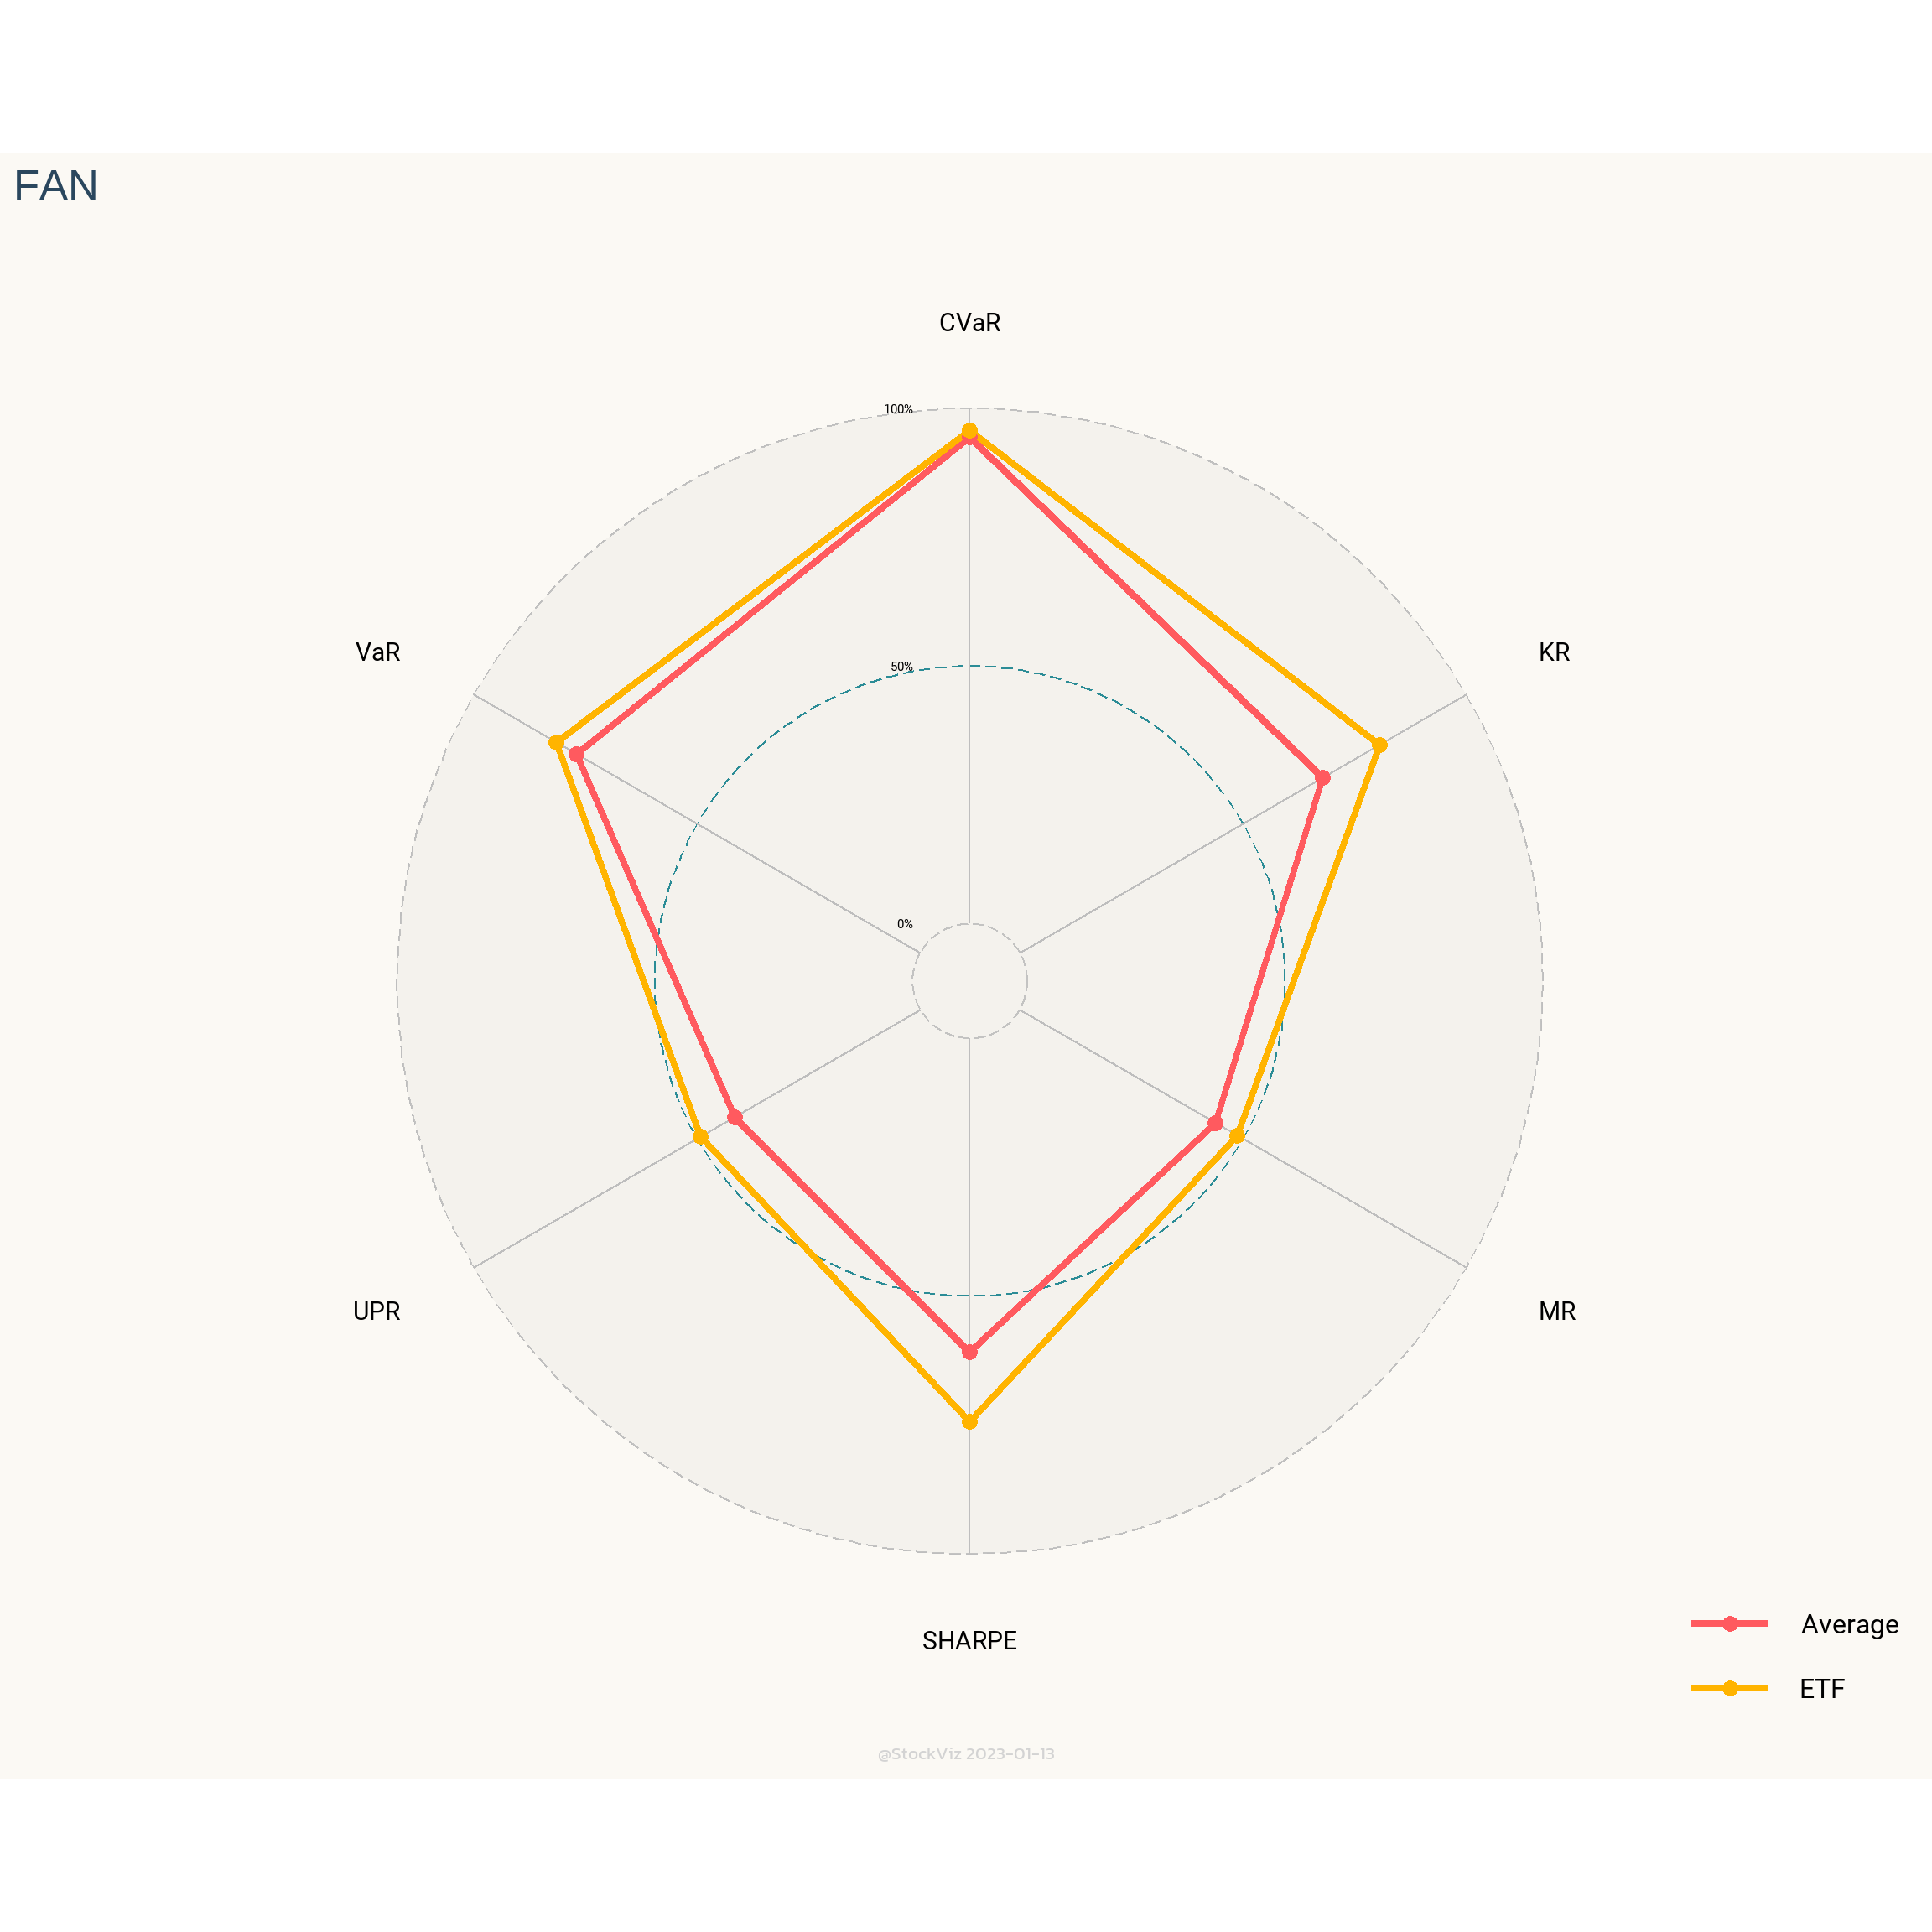 FAN
CVaR
100%
VaR
KR
50%
0%
UPR
MR
SHARPE
Average
ETF
@StockViz 2023-01-13